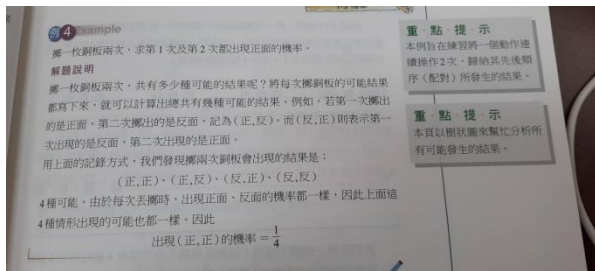 例 4 Example
擲一枚銅板兩次，求第1次及第2次都出現正面的機率。
解題說明
擲一枚銅板兩次，共有多少種可能的結果呢？將每次擲銅板的可能結果
都寫下來，就可以計算出總共有幾種可能的結果。例如，若第一次擲出
的是正面，第二次擲出的是反面，記為(正,反)。而(反,正)則表示第一
次出現的是反面，第二次出現的是正面。
用上面的記錄方式，我們發現擲兩次銅板會出現的結果是：
(正,正)、(正,反)、(反,正)、(反,反)
4種可能。由於每次丟擲時，出現正面、反面的機率都一樣，因此上面這
4種情形出現的可能也都一樣。因此
出現(正,正)的機率＝1/4
重．點．提．示
本例旨在練習將一個動作連
續操作2次，歸納其先後順
序（配對）所發生的結果。
重．點．提．示
本頁以樹狀圖來幫忙分析所
有可能發生的結果。